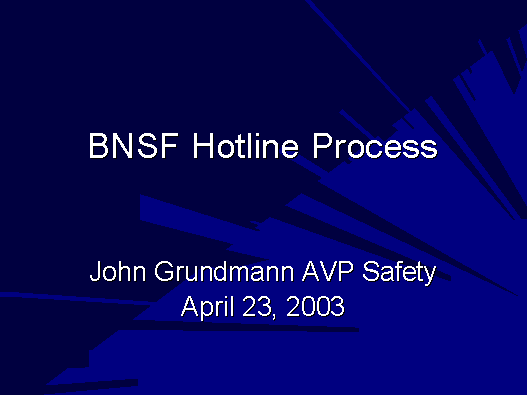 BNSF Hotline Process
John Grundmann AVP Safety
April 23, 2003